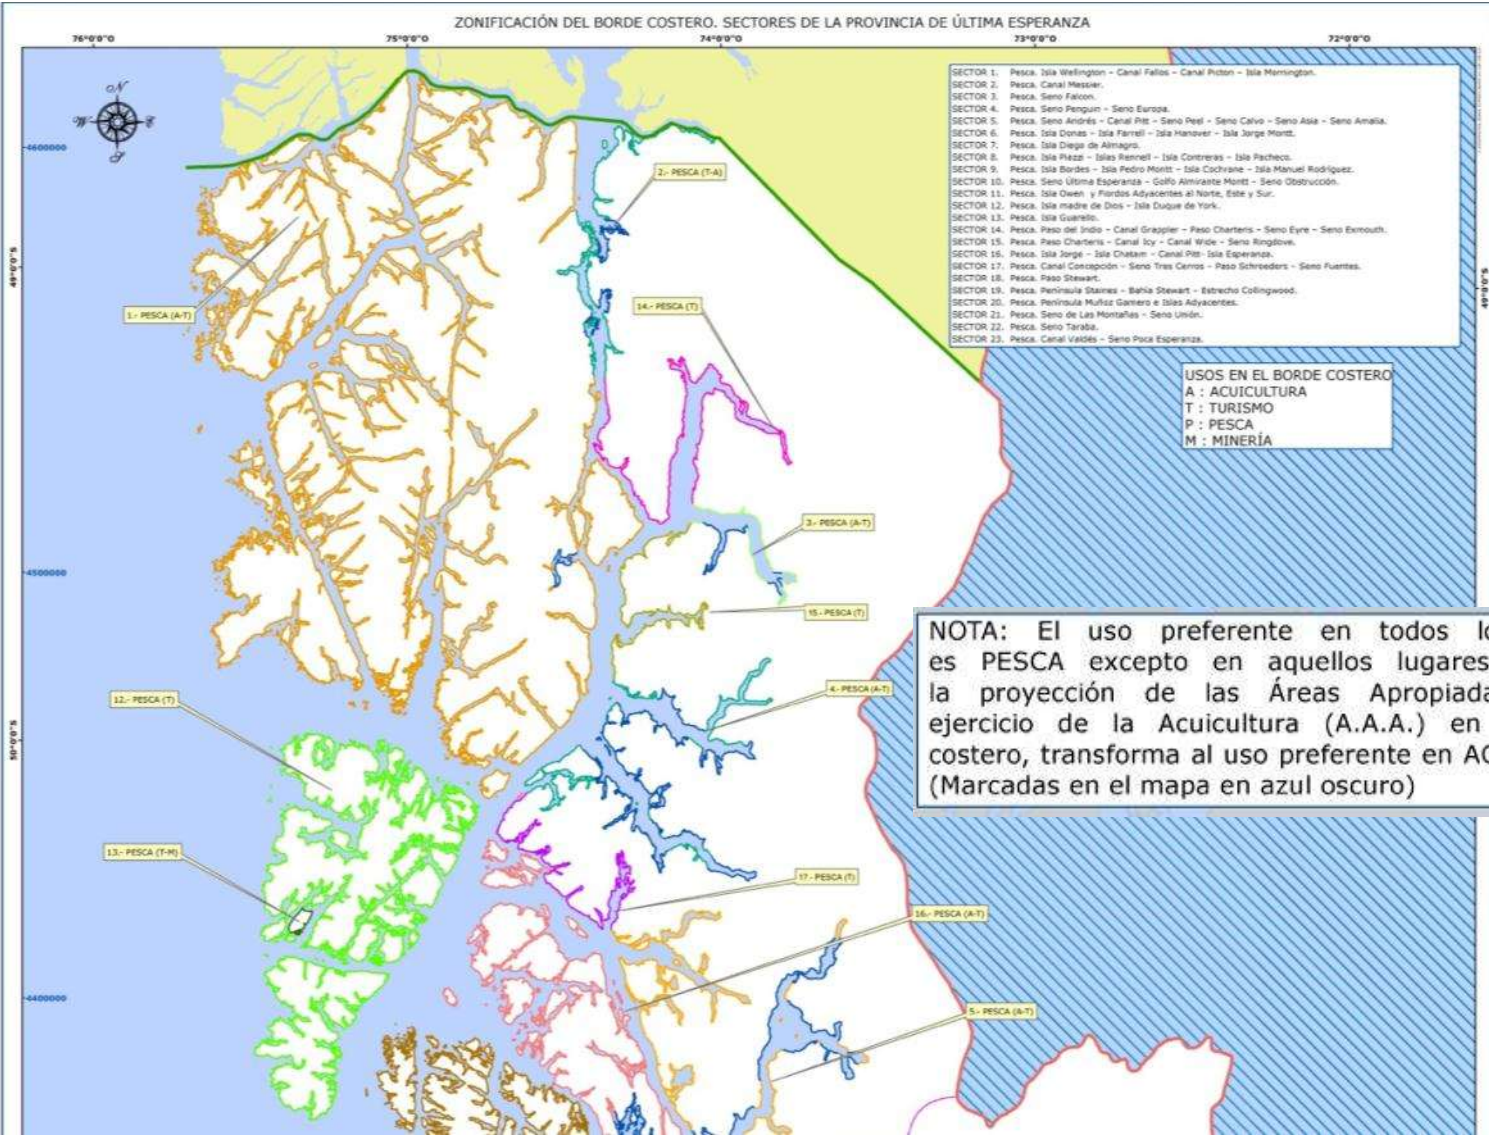 ZONIFICACIÓN DEL BORDE COSTERO. SECTORES DE LA PROVINCIA DE ÚLTIMA ESPERANZA
76°0'0"O 75°0'0"O 74°0'0"O 73°0'0"O 72°0'0"O
SECTOR 1. Pesca. Isla Wellington - Canal Fallos - Canal Picton - Isla Mornington.
SECTOR 2. Pesca. Canal Messier.
SECTOR 3. Pesca. Seno Falcon.
SECTOR 4. Pesca. Seno Penguin - Seno Europa.
SECTOR 5. Pesca. Seno Andrés - Canal Pitt - Seno Peel - Seno Calvo - Seno Asia - Seno Amalia.
SECTOR 6. Pesca. Isla Donas - Isla Farrell - Isla Hanover - Isla Jorge Montt.
SECTOR 7. Pesca. Isla Diego de Almagro.
SECTOR 8. Pesca. Isla Piazzi - Islas Rennell - Isla Contreras - Isla Pacheco.
SECTOR 9. Pesca. Isla Bordes - Isla Pedro Montt - Isla Cochrane - Isla Manuel Rodríguez.
SECTOR 10. Pesca. Seno Última Esperanza - Golfo Almirante Montt - Seno Obstrucción.
SECTOR 11. Pesca. Isla Owen y Fiordos Adyacentes al Norte, Este y Sur.
SECTOR 12. Pesca. Isla madre de Dios - Isla Duque de York.
SECTOR 13. Pesca. Isla Guarello.
SECTOR 14. Pesca. Paso del Indio - Canal Grappler - Paso Charteris - Seno Eyre - Seno Exmouth.
SECTOR 15. Pesca. Paso Charteris - Canal Icy - Canal Wide - Seno Ringdove.
SECTOR 16. Pesca. Isla Jorge - Isla Chatam - Canal Pitt- Isla Esperanza.
SECTOR 17. Pesca. Canal Concepción - Seno Tres Cerros - Paso Schroeders - Seno Fuentes.
SECTOR 18. Pesca. Paso Stewart.
SECTOR 19. Pesca. Península Staines - Bahía Stewart - Estrecho Collingwood.
SECTOR 20. Pesca. Península Muñoz Gamero e Islas Adyacentes.
SECTOR 21. Pesca. Seno de Las Montañas - Seno Unión.
SECTOR 22. Pesca. Seno Taraba.
SECTOR 23. Pesca. Canal Valdés - Seno Poca Esperanza.
N
W E
S
4600000
2.- PESCA (T-A)
49°0'0"S
49°0'0"S
14.- PESCA (T)
1.- PESCA (A-T)
USOS EN EL BORDE COSTERO
A : ACUICULTURA
T : TURISMO
P : PESCA
M : MINERÍA
3.- PESCA (A-T)
4500000
15.- PESCA (T)
NOTA: El uso preferente en todos lo
es PESCA excepto en aquellos lugares
la proyección de las Áreas Apropiada
ejercicio de la Acuicultura (A.A.A.) en
costero, transforma al uso preferente en AC
(Marcadas en el mapa en azul oscuro)
4.- PESCA (A-T)
12.- PESCA (T)
50°0'0"S
13.- PESCA (T-M)
17.- PESCA (T)
16.- PESCA (A-T)
4400000
5.- PESCA (A-T)